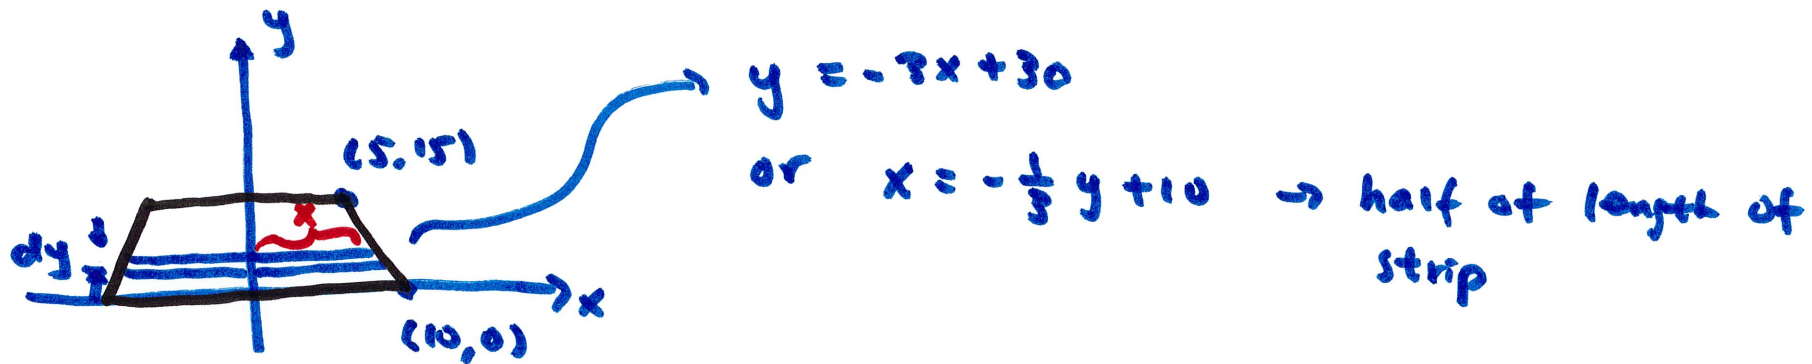 y
y = -3x+30
(5,15)
or x = -1/3 y +10 → half of length of
strip
x
dy
x
(10,0)